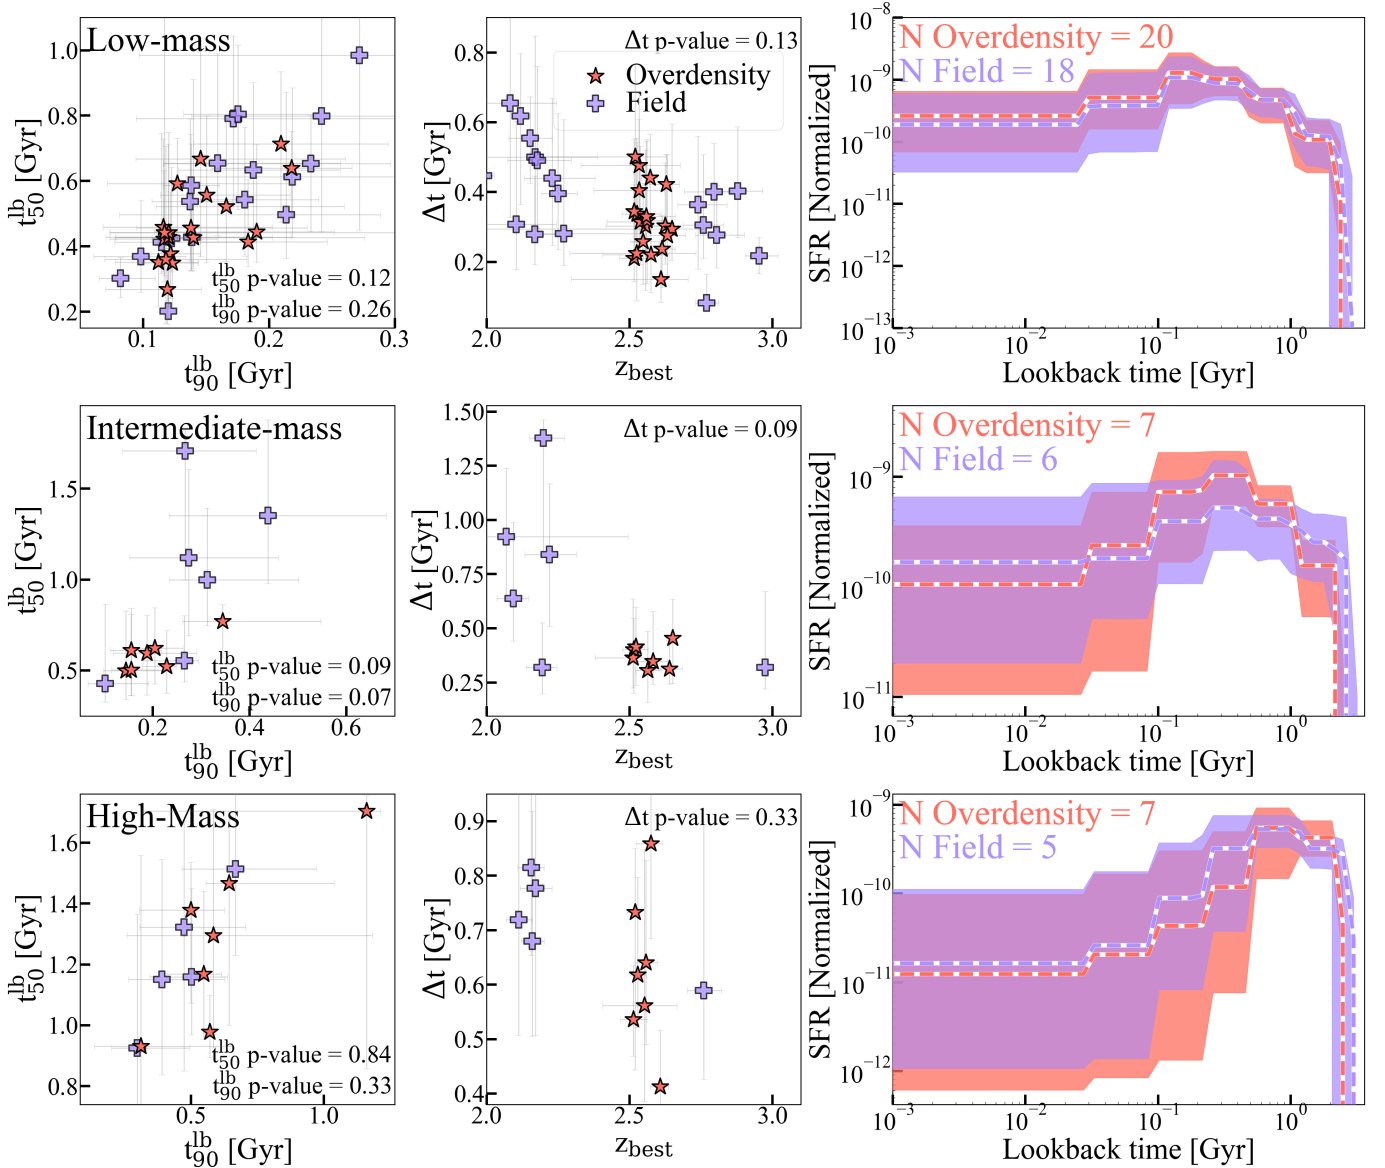 Low-mass
1.0
0.8
0.6
0.4
0.2
t₅₀ˡᵇ [Gyr]
t₅₀ˡᵇ p-value = 0.12
t₉₀ˡᵇ p-value = 0.26
0.1 0.2 0.3
t₉₀ˡᵇ [Gyr]
Δt p-value = 0.13
Overdensity
Field
0.8
0.6
0.4
0.2
Δt [Gyr]
2.0 2.5 3.0
z_best
N Overdensity = 20
N Field = 18
10⁻⁸
10⁻⁹
10⁻¹⁰
10⁻¹¹
10⁻¹²
10⁻¹³
SFR [Normalized]
10⁻³ 10⁻² 10⁻¹ 10⁰
Lookback time [Gyr]
Intermediate-mass
1.5
1.0
0.5
t₅₀ˡᵇ [Gyr]
t₅₀ˡᵇ p-value = 0.09
t₉₀ˡᵇ p-value = 0.07
0.2 0.4 0.6
t₉₀ˡᵇ [Gyr]
Δt p-value = 0.09
1.50
1.25
1.00
0.75
0.50
0.25
Δt [Gyr]
2.0 2.5 3.0
z_best
N Overdensity = 7
N Field = 6
10⁻⁹
10⁻¹⁰
10⁻¹¹
SFR [Normalized]
10⁻³ 10⁻² 10⁻¹ 10⁰
Lookback time [Gyr]
High-Mass
1.6
1.4
1.2
1.0
0.8
t₅₀ˡᵇ [Gyr]
t₅₀ˡᵇ p-value = 0.84
t₉₀ˡᵇ p-value = 0.33
0.5 1.0
t₉₀ˡᵇ [Gyr]
Δt p-value = 0.33
0.9
0.8
0.7
0.6
0.5
0.4
Δt [Gyr]
2.0 2.5 3.0
z_best
N Overdensity = 7
N Field = 5
10⁻⁹
10⁻¹⁰
10⁻¹¹
10⁻¹²
SFR [Normalized]
10⁻³ 10⁻² 10⁻¹ 10⁰
Lookback time [Gyr]